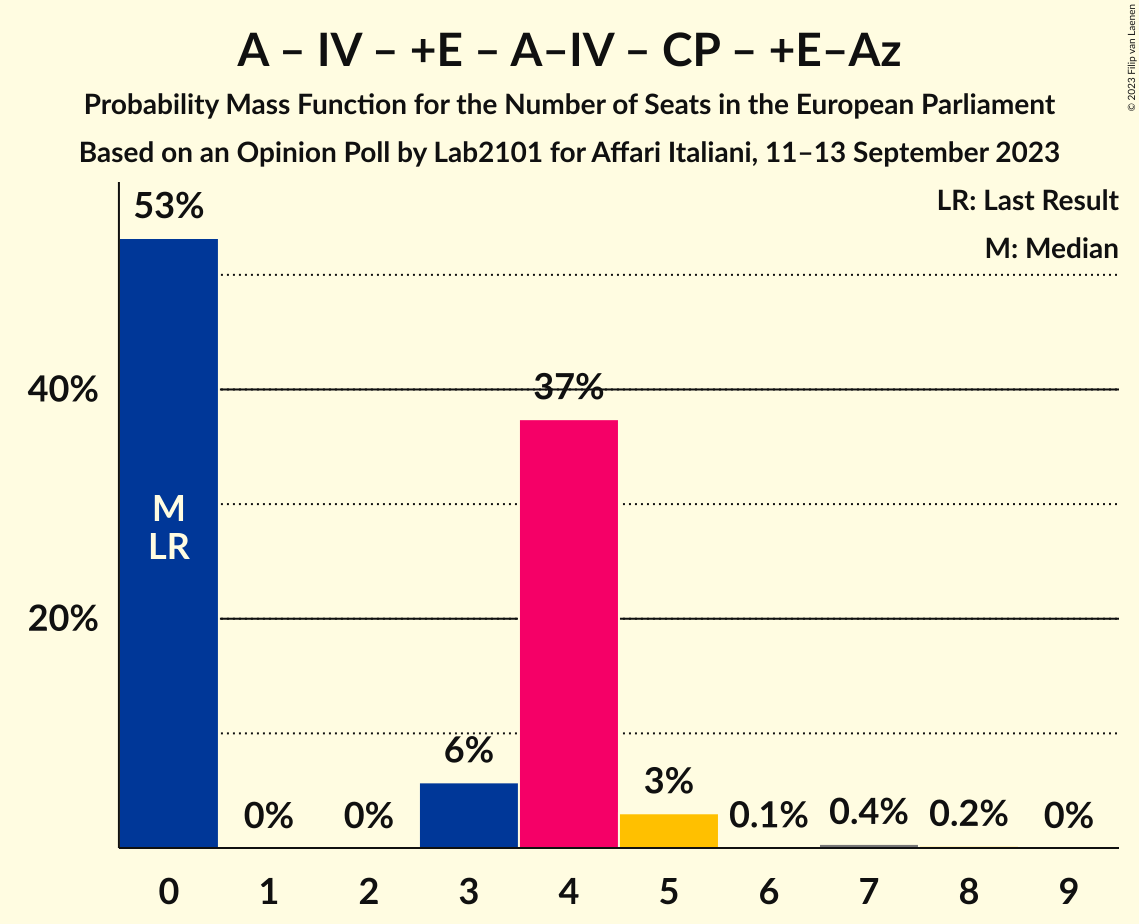 A – IV – +E – A–IV – CP – +E–Az
Probability Mass Function for the Number of Seats in the European Parliament
Based on an Opinion Poll by Lab2101 for Affari Italiani, 11–13 September 2023
© 2023 Filip van Laenen
LR: Last Result
M: Median
53%
40%
37%
M
LR
20%
6%
3%
0%
0%
0.1%
0.4%
0.2%
0%
0 1 2 3 4 5 6 7 8 9